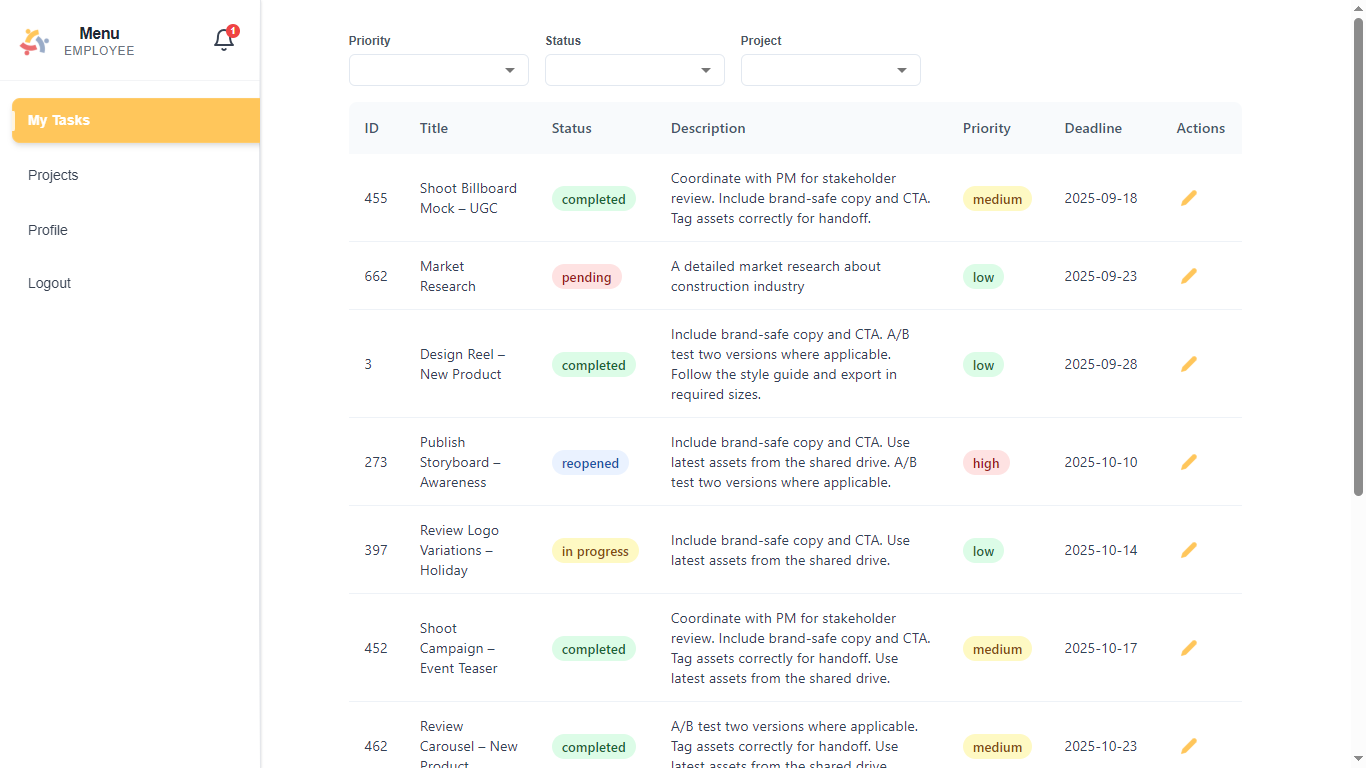 Menu
EMPLOYEE
1
My Tasks
Projects
Profile
Logout
Priority Status Project
ID Title Status Description Priority Deadline Actions
455
Shoot Billboard
Mock – UGC
completed
Coordinate with PM for stakeholder
review. Include brand-safe copy and CTA.
Tag assets correctly for handoff.
medium
2025-09-18
662
Market
Research
pending
A detailed market research about
construction industry
low
2025-09-23
3
Design Reel –
New Product
completed
Include brand-safe copy and CTA. A/B
test two versions where applicable.
Follow the style guide and export in
required sizes.
low
2025-09-28
273
Publish
Storyboard –
Awareness
reopened
Include brand-safe copy and CTA. Use
latest assets from the shared drive. A/B
test two versions where applicable.
high
2025-10-10
397
Review Logo
Variations –
Holiday
in progress
Include brand-safe copy and CTA. Use
latest assets from the shared drive.
low
2025-10-14
452
Shoot
Campaign –
Event Teaser
completed
Coordinate with PM for stakeholder
review. Include brand-safe copy and CTA.
Tag assets correctly for handoff. Use
latest assets from the shared drive.
medium
2025-10-17
462
Review
Carousel – New
Product
completed
A/B test two versions where applicable.
Tag assets correctly for handoff. Use
latest assets from the shared drive.
medium
2025-10-23